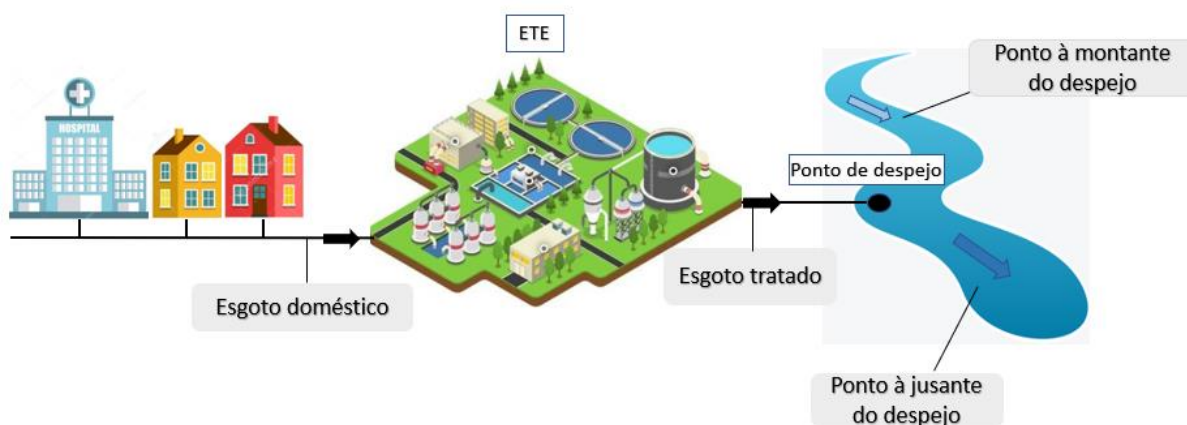 ETE
Ponto à montante
do despejo
HOSPITAL
Ponto de despejo
Esgoto doméstico
Esgoto tratado
Ponto à jusante
do despejo